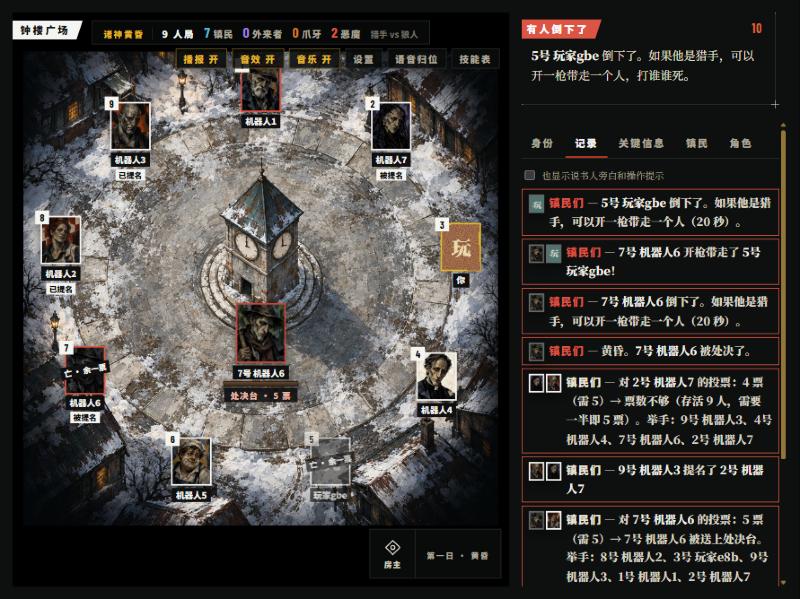 钟楼广场
诸神黄昏 9 人局 7 镇民 0 外来者 0 爪牙 2 恶魔 猎手 vs 狼人
播报 开 音效 开 音乐 开 设置 语音归位 技能表
机器人1
9
机器人3
已提名
2
机器人7
被提名
8
机器人2
已提名
3
玩
你
7号 机器人6
处决台 · 5 票
7
亡 · 余一票
机器人6
被提名
4
机器人4
6
机器人5
5
亡 · 余一票
玩家gbe
房主
第一日 · 黄昏
有人倒下了
10
5号 玩家gbe 倒下了。如果他是猎手，可以
开一枪带走一个人，打谁谁死。
身份 记录 关键信息 镇民 角色
也显示说书人旁白和操作提示
玩 镇民们 — 5号 玩家gbe 倒下了。如果他是猎
手，可以开一枪带走一个人（20 秒）。
玩 镇民们 — 7号 机器人6 开枪带走了 5号
玩家gbe！
镇民们 — 7号 机器人6 倒下了。如果他是猎
手，可以开一枪带走一个人（20 秒）。
镇民们 — 黄昏。7号 机器人6 被处决了。
镇民们 — 对 2号 机器人7 的投票：4 票
（需 5）→ 票数不够（存活 9 人，需要
一半即 5 票）。举手：9号 机器人3、4号
机器人4、7号 机器人6、2号 机器人7
镇民们 — 9号 机器人3 提名了 2号 机器
人7
镇民们 — 对 7号 机器人6 的投票：5 票
（需 5）→ 7号 机器人6 被送上处决台。
举手：8号 机器人2、3号 玩家e8b、9号
机器人3、1号 机器人1、2号 机器人7